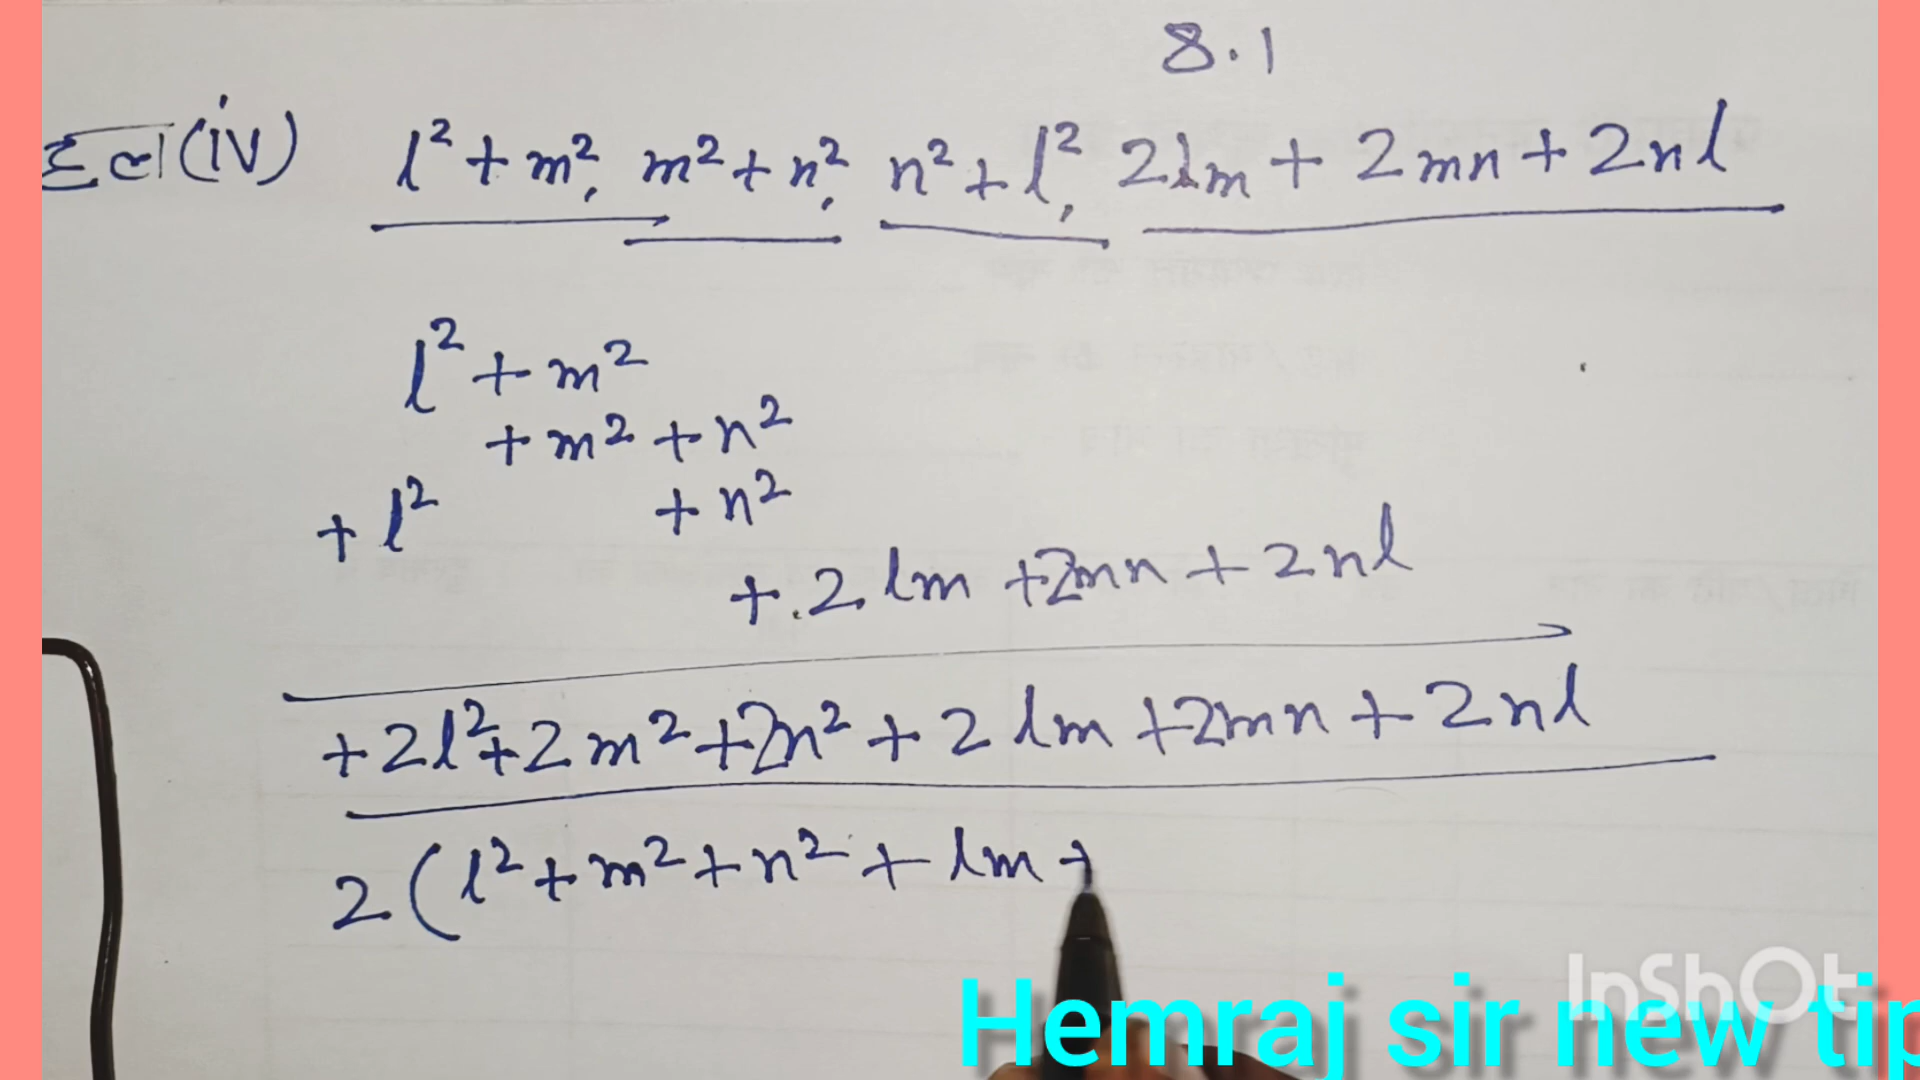 8.1
हल (iv) l² + m², m² + n², n² + l², 2lm + 2mn + 2nl
l² + m²
+ m² + n²
+ l² + n²
+ 2lm + 2mn + 2nl
+ 2l² + 2m² + 2n² + 2lm + 2mn + 2nl
2 ( l² + m² + n² + lm +
InShOt
Hemraj sir new tip